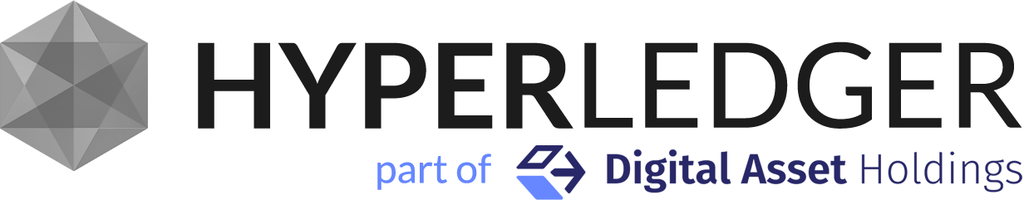 HYPERLEDGER
part of Digital Asset Holdings